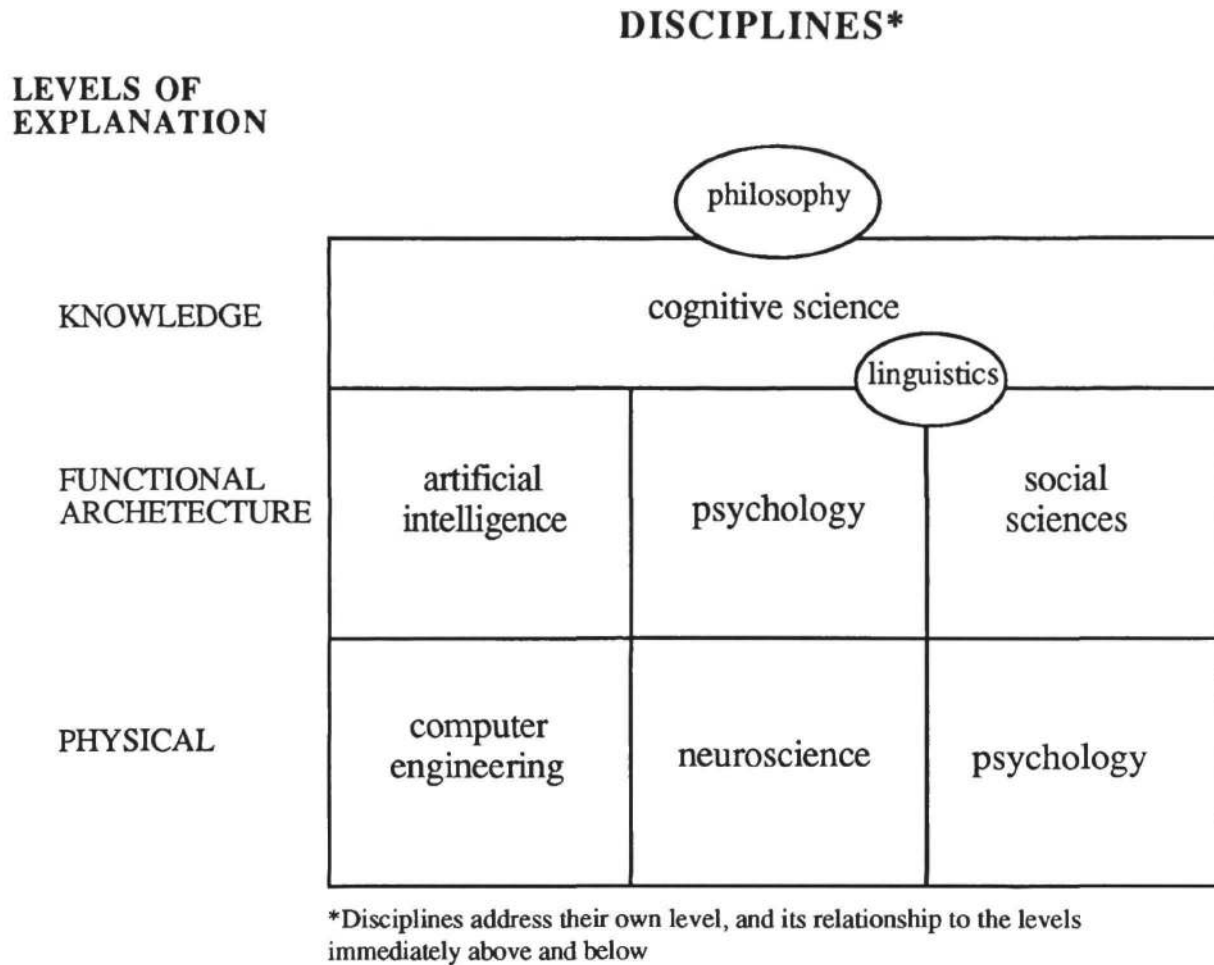 DISCIPLINES*
LEVELS OF
EXPLANATION
philosophy
KNOWLEDGE
cognitive science
linguistics
FUNCTIONAL
ARCHETECTURE
artificial
intelligence
psychology
social
sciences
PHYSICAL
computer
engineering
neuroscience
psychology
*Disciplines address their own level, and its relationship to the levels
immediately above and below